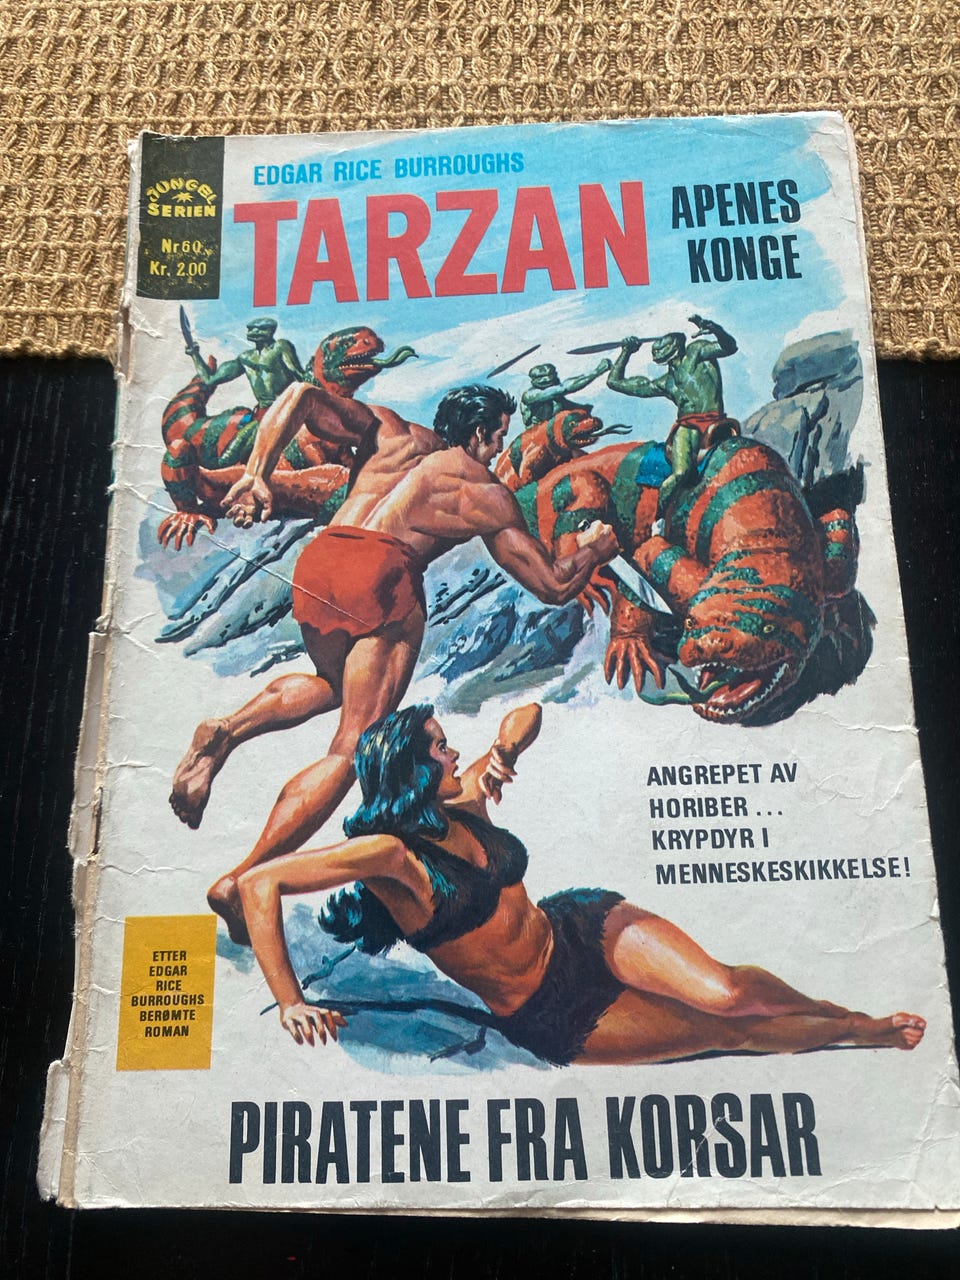 JUNGEL
SERIEN
Nr 60
Kr. 2.00
EDGAR RICE BURROUGHS
TARZAN
APENES
KONGE
ANGREPET AV
HORIBER ...
KRYPDYR I
MENNESKESKIKKELSE!
ETTER
EDGAR
RICE
BURROUGHS
BERØMTE
ROMAN
PIRATENE FRA KORSAR